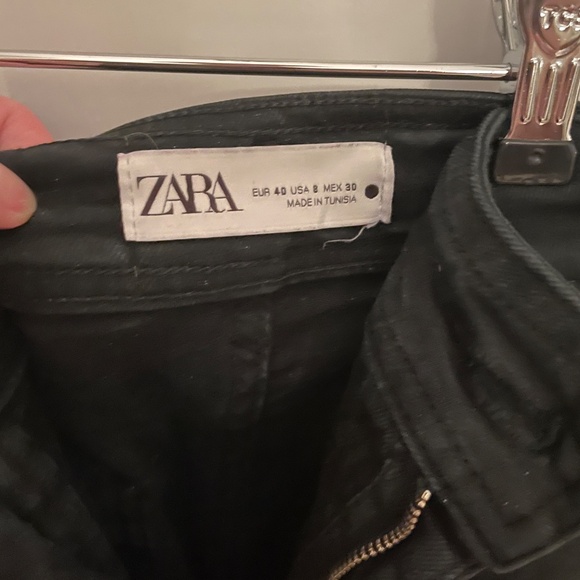 ZARA
EUR 40 USA 8 MEX 30
MADE IN TUNISIA